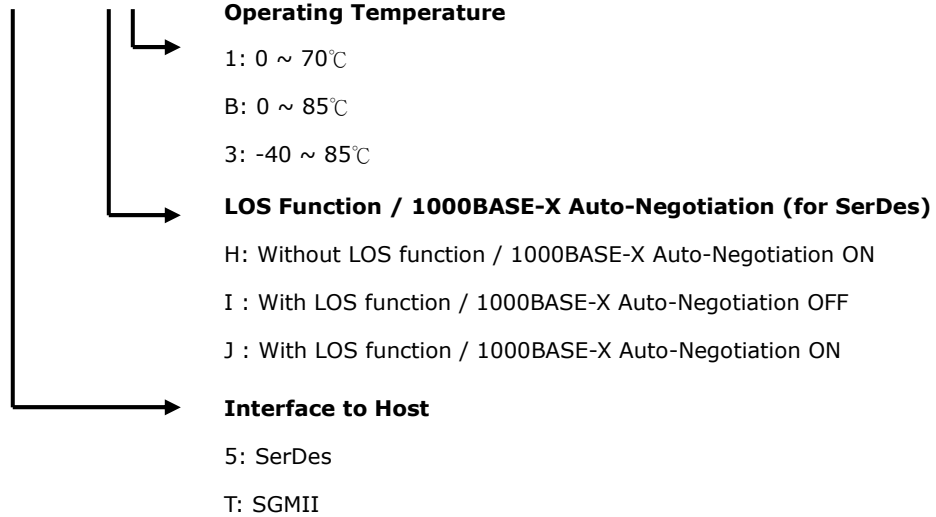 Operating Temperature
1: 0 ~ 70℃
B: 0 ~ 85℃
3: -40 ~ 85℃
LOS Function / 1000BASE-X Auto-Negotiation (for SerDes)
H: Without LOS function / 1000BASE-X Auto-Negotiation ON
I : With LOS function / 1000BASE-X Auto-Negotiation OFF
J : With LOS function / 1000BASE-X Auto-Negotiation ON
Interface to Host
5: SerDes
T: SGMII